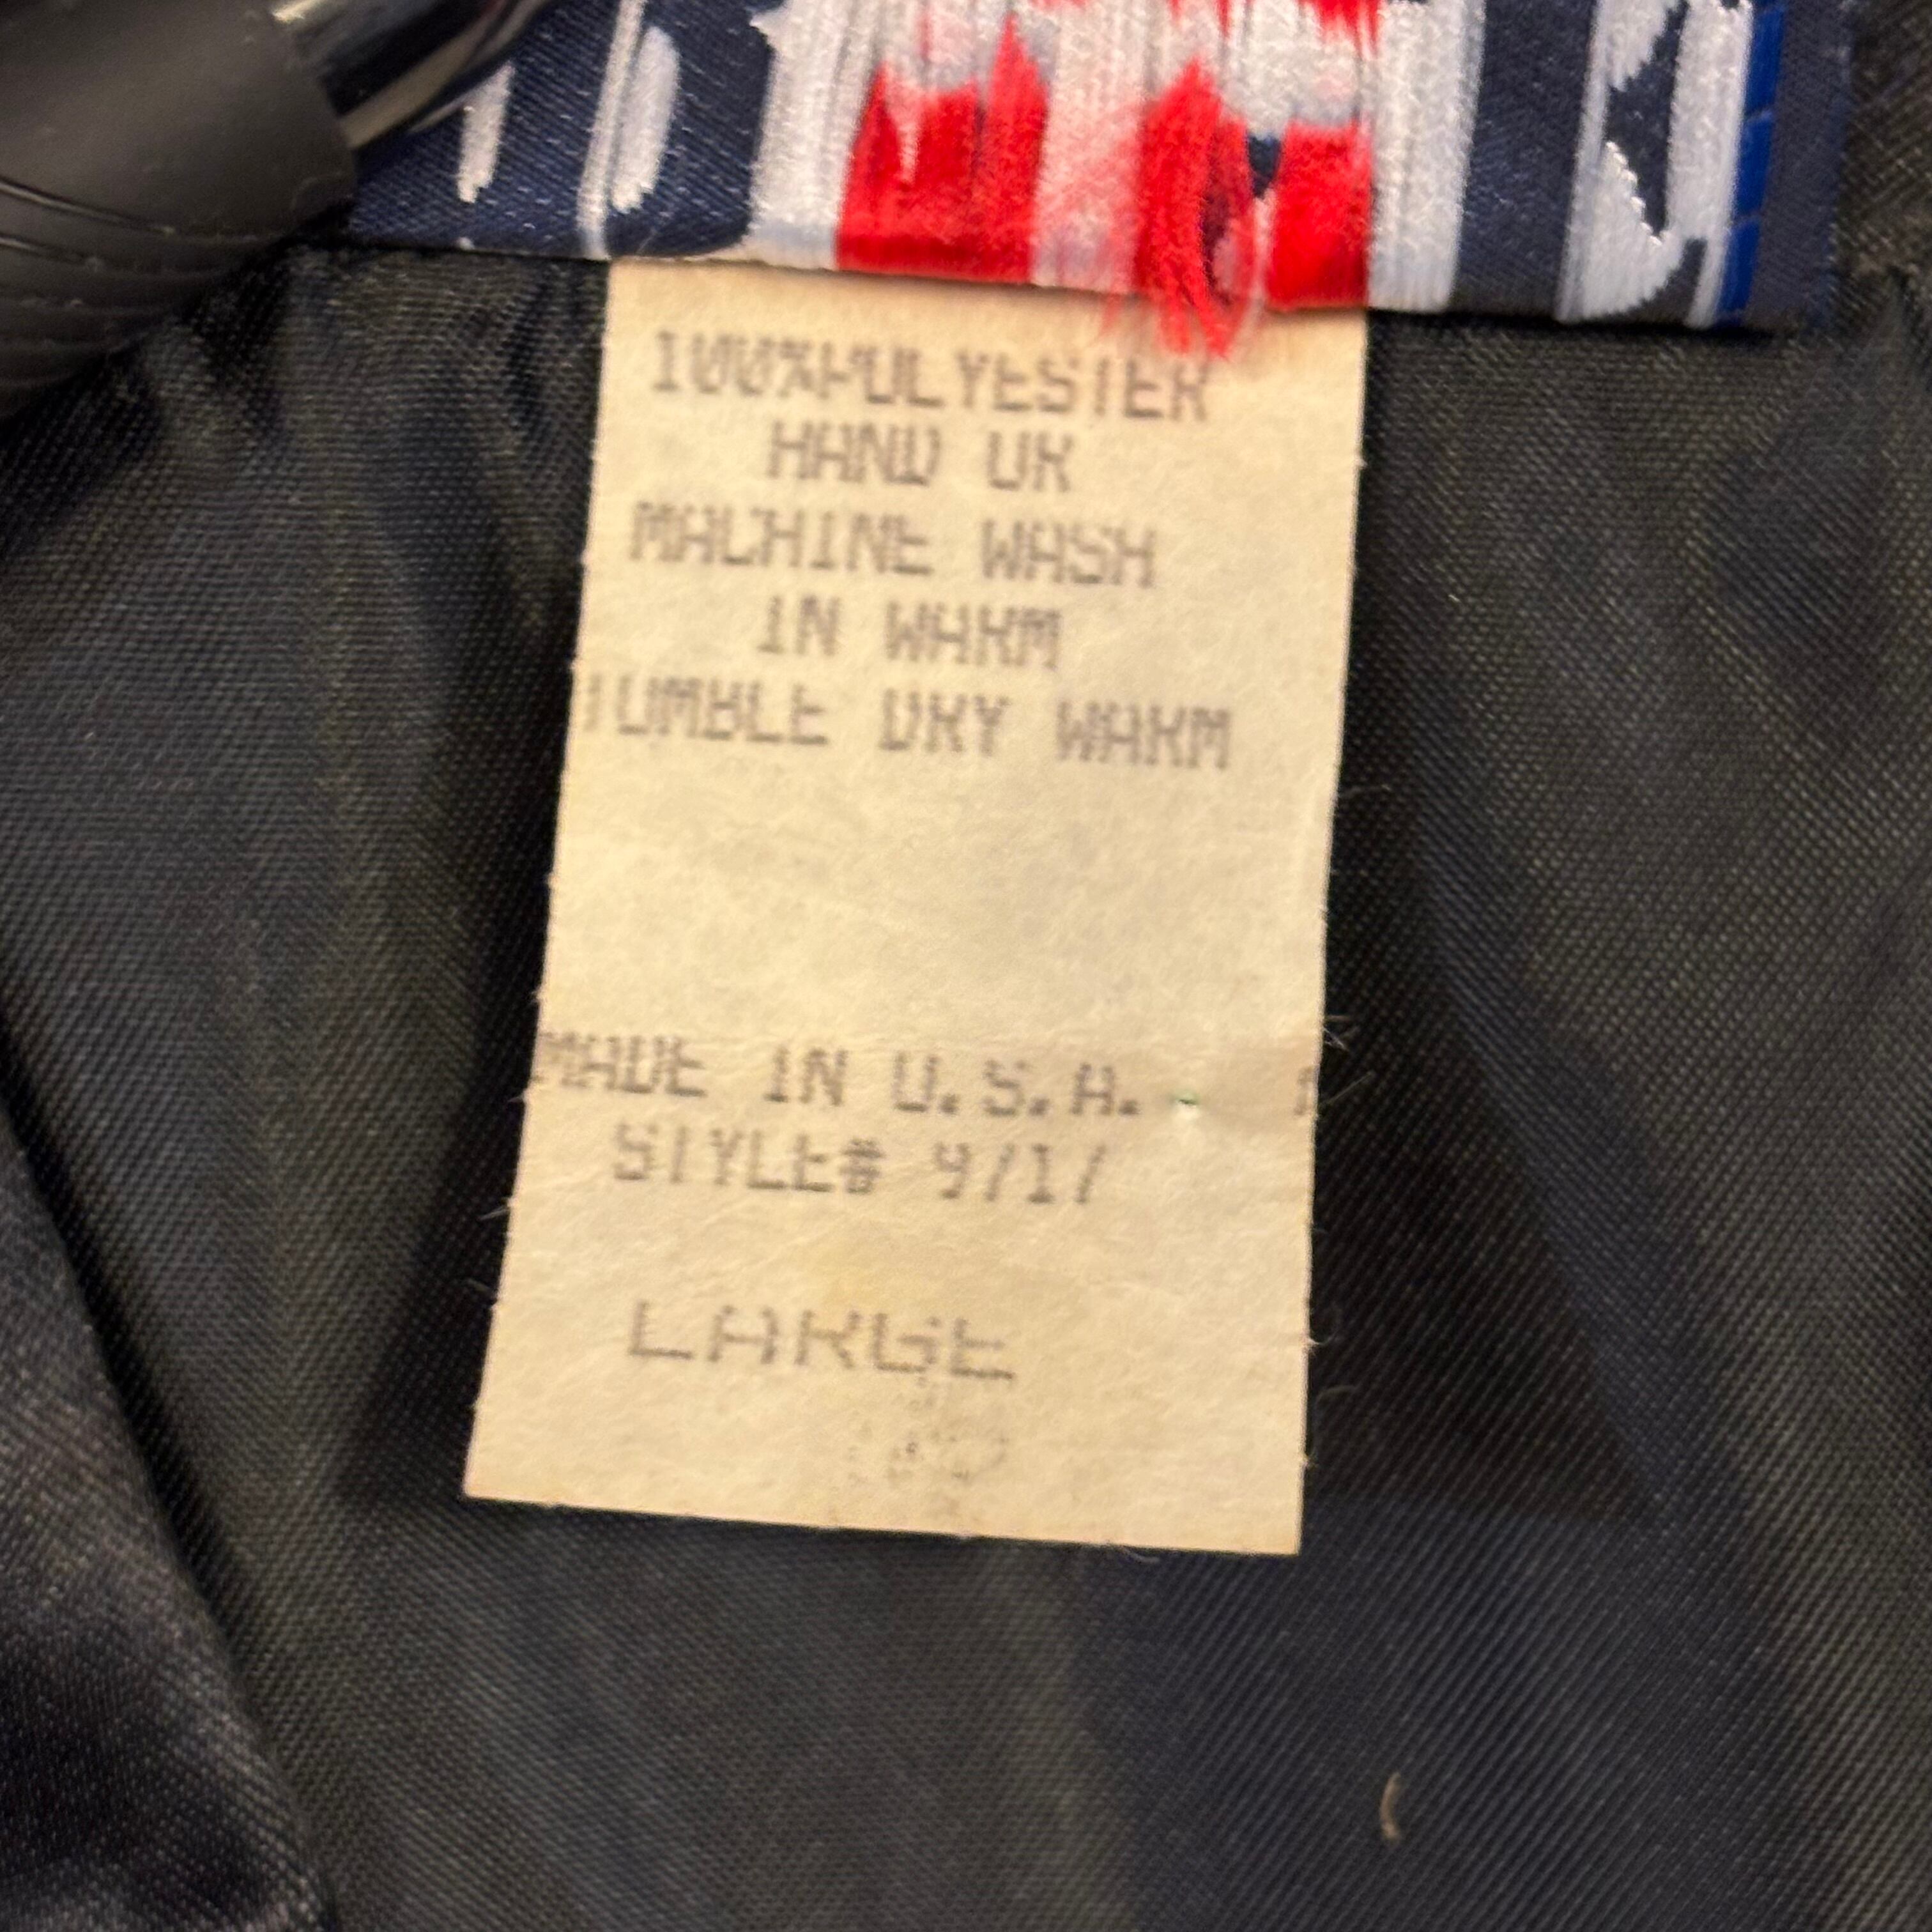 100%POLYESTER
HAND OR
MACHINE WASH
IN WARM
TUMBLE DRY WARM
MADE IN U.S.A.
STYLE# 9717
LARGE